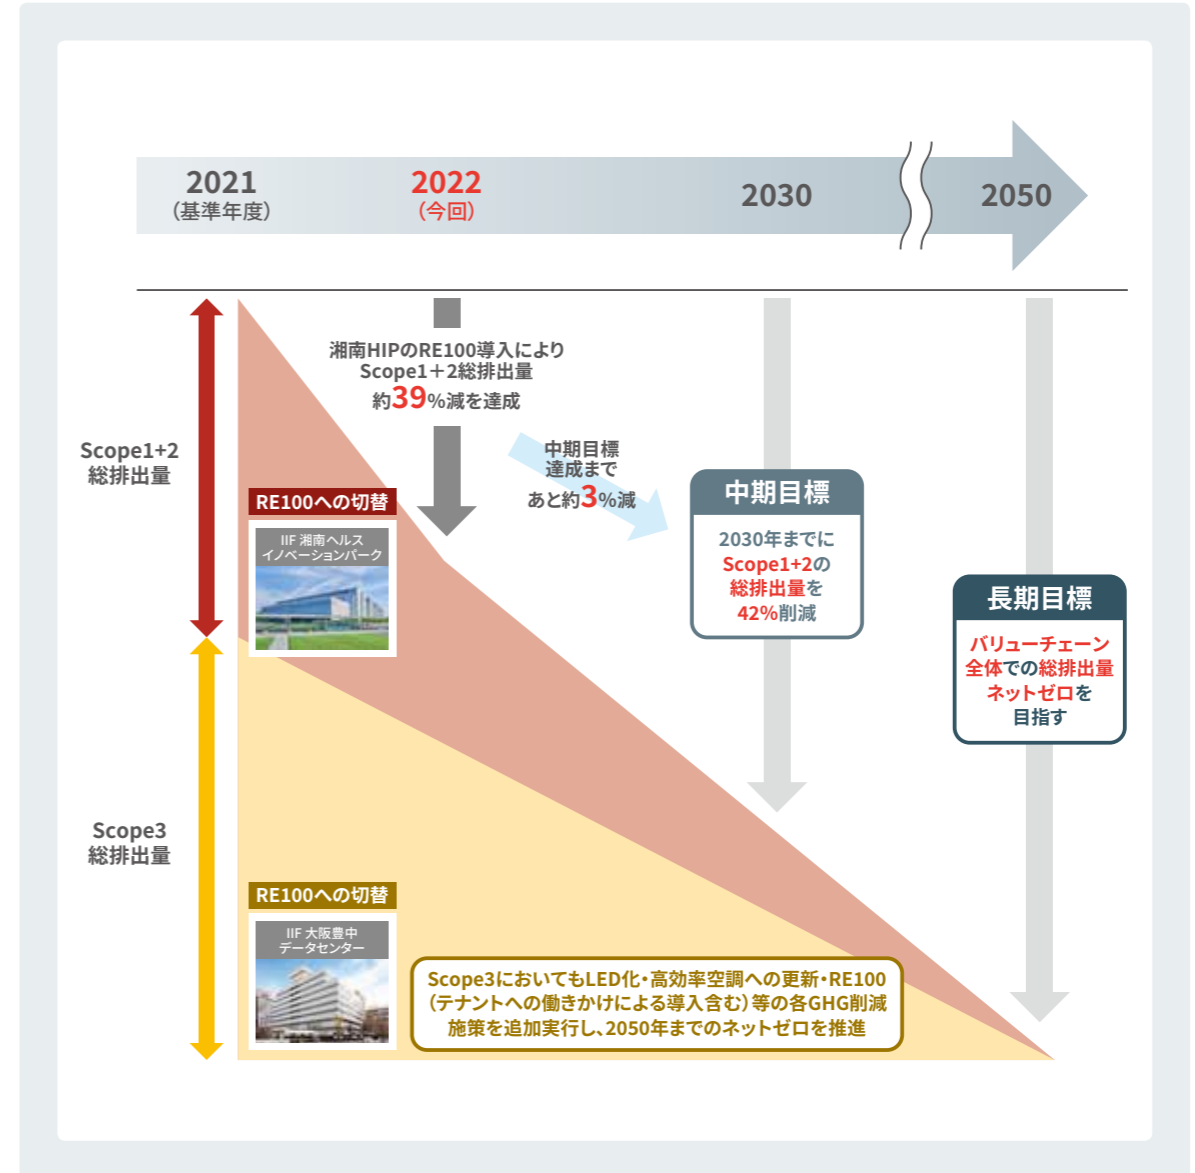 2021
（基準年度）
2022
（今回）
2030
2050
湘南HIPのRE100導入により
Scope1＋2総排出量
約39%減を達成
中期目標
達成まで
あと約3%減
Scope1+2
総排出量
RE100への切替
IIF 湘南ヘルス
イノベーションパーク
中期目標
2030年までに
Scope1+2の
総排出量を
42%削減
長期目標
バリューチェーン
全体での総排出量
ネットゼロを
目指す
Scope3
総排出量
RE100への切替
IIF 大阪豊中
データセンター
Scope3においてもLED化・高効率空調への更新・RE100
（テナントへの働きかけによる導入含む）等の各GHG削減
施策を追加実行し、2050年までのネットゼロを推進